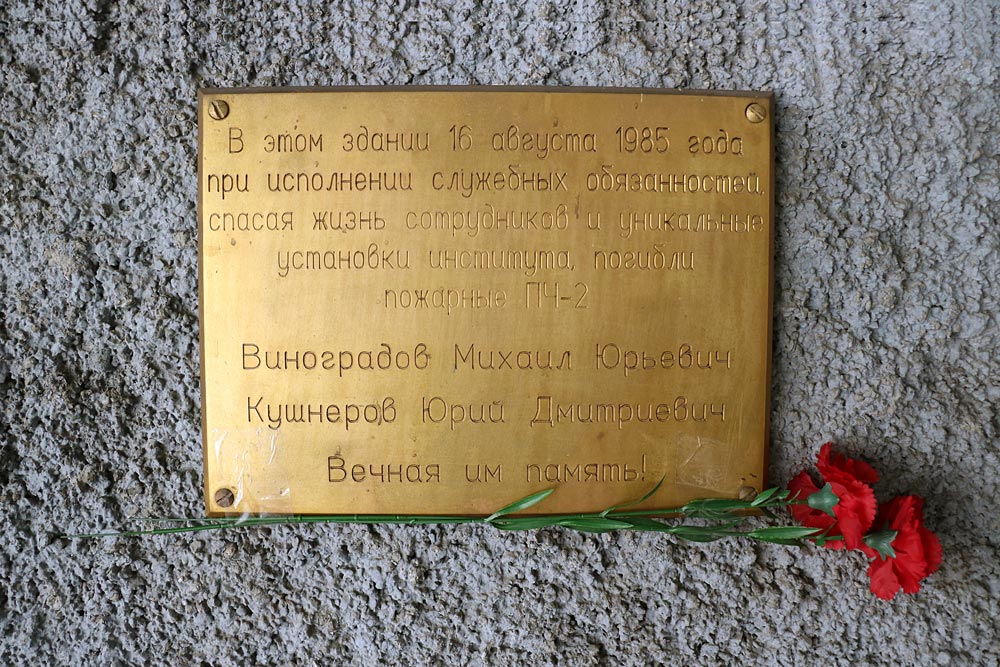 В этом здании 16 августа 1985 года
при исполнении служебных обязанностей,
спасая жизнь сотрудников и уникальные
установки института, погибли
пожарные ПЧ-2
Виноградов Михаил Юрьевич
Кушнеров Юрий Дмитриевич
Вечная им память!